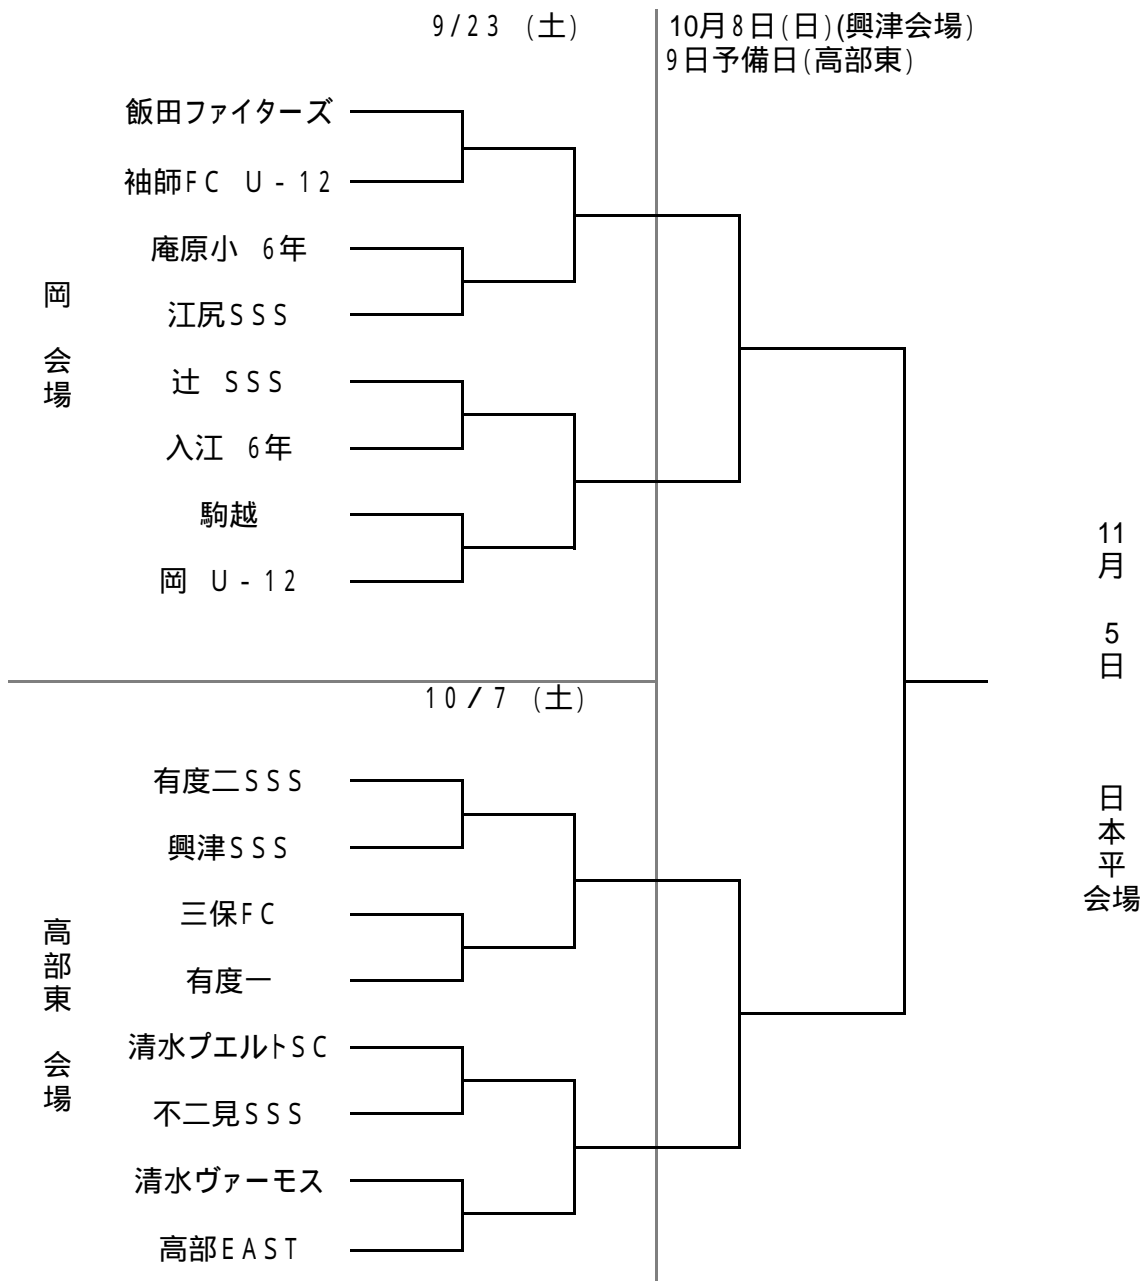 9/23 (土)
10月8日(日)(興津会場)
9日予備日(高部東)
飯田ファイターズ
袖師FC U-12
庵原小 6年
江尻SSS
辻 SSS
入江 6年
駒越
岡 U-12
岡 会場
10/7 (土)
有度二SSS
興津SSS
三保FC
有度一
清水プエルトSC
不二見SSS
清水ヴァーモス
高部EAST
高部東 会場
11月 5日 日本平会場